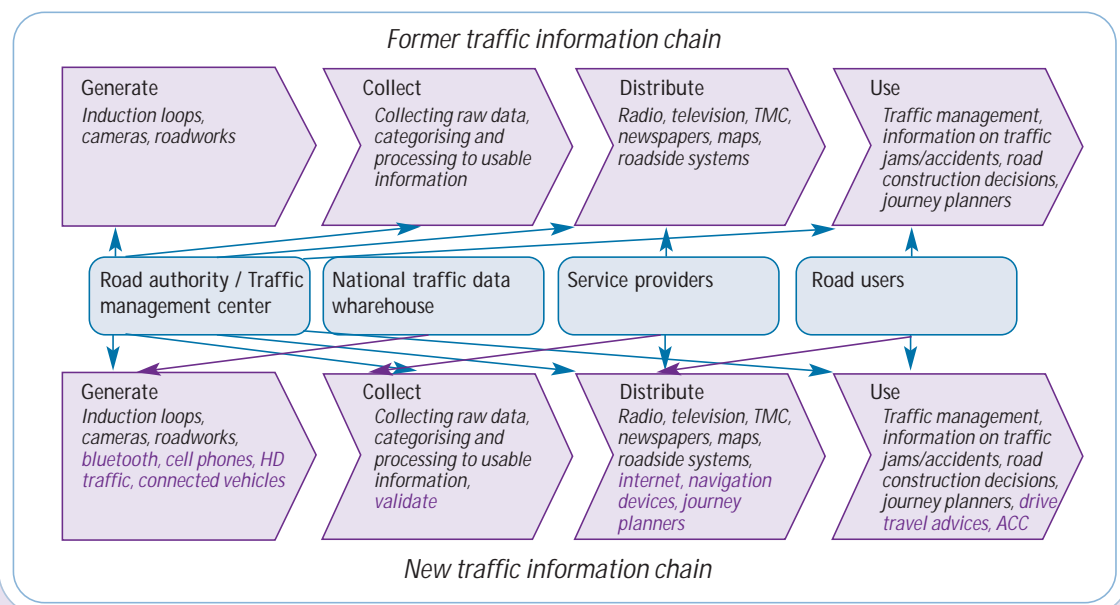 Former traffic information chain
Generate
Induction loops,
cameras, roadworks
Collect
Collecting raw data,
categorising and
processing to usable
information
Distribute
Radio, television, TMC,
newspapers, maps,
roadside systems
Use
Traffic management,
information on traffic
jams/accidents, road
construction decisions,
journey planners
Road authority / Traffic
management center
National traffic data
wharehouse
Service providers
Road users
Generate
Induction loops,
cameras, roadworks,
bluetooth, cell phones, HD
traffic, connected vehicles
Collect
Collecting raw data,
categorising and
processing to usable
information,
validate
Distribute
Radio, television, TMC,
newspapers, maps,
roadside systems,
internet, navigation
devices, journey
planners
Use
Traffic management,
information on traffic
jams/accidents, road
construction decisions,
journey planners, drive
travel advices, ACC
New traffic information chain